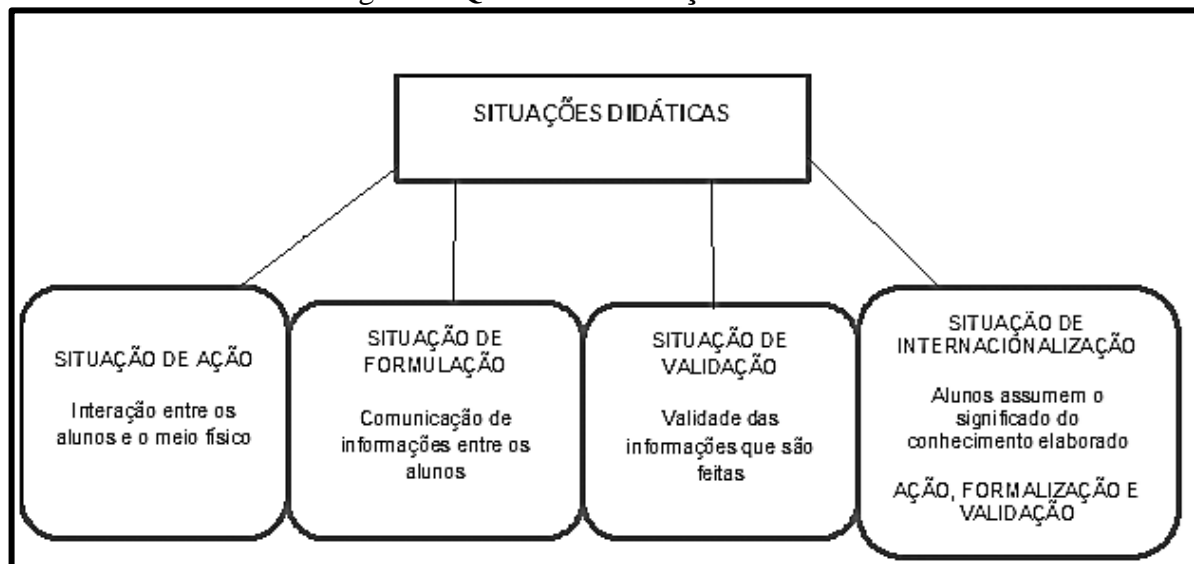 SITUAÇÕES DIDÁTICAS
SITUAÇÃO DE AÇÃO
Interação entre os
alunos e o meio físico
SITUAÇÃO DE
FORMULAÇÃO
Comunicação de
informações entre os
alunos
SITUAÇÃO DE
VALIDAÇÃO
Validade das
informações que são
feitas
SITUAÇÃO DE
INTERNACIONALIZAÇÃO
Alunos assumem o
significado do
conhecimento elaborado
AÇÃO, FORMALIZAÇÃO E
VALIDAÇÃO